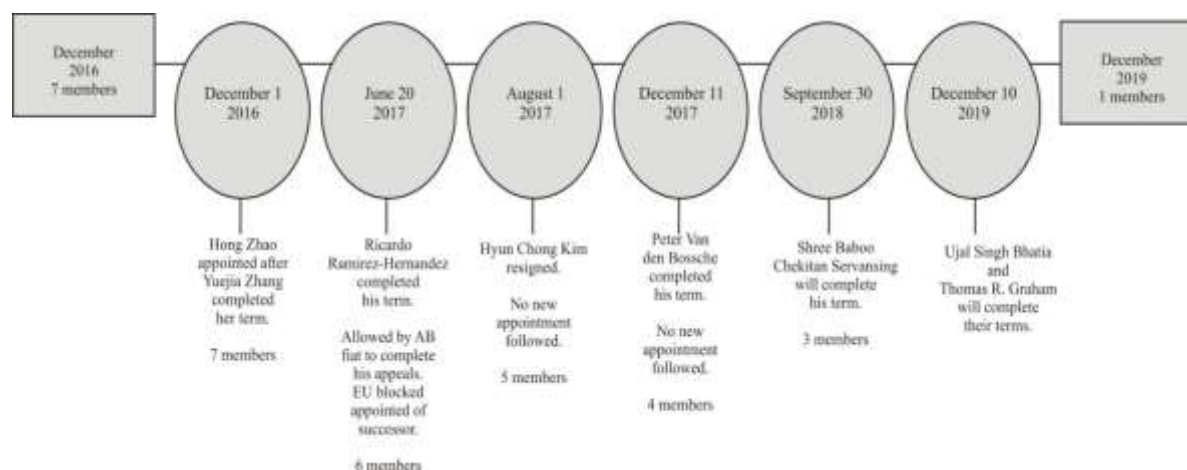 December
2016
7 members
December 1
2016
June 20
2017
August 1
2017
December 11
2017
September 30
2018
December 10
2019
December
2019
1 members
Hong Zhao
appointed after
Yuejia Zhang
completed
her term.
7 members
Ricardo
Ramirez-Hernandez
completed
his term.
Allowed by AB
fiat to complete
his appeals.
EU blocked
appointed of
successor.
6 members
Hyun Chong Kim
resigned.
No new
appointment
followed.
5 members
Peter Van
den Bossche
completed
his term.
No new
appointment
followed.
4 members
Shree Baboo
Chekitan Servansing
will complete
his term.
3 members
Ujal Singh Bhatia
and
Thomas R. Graham
will complete
their terms.